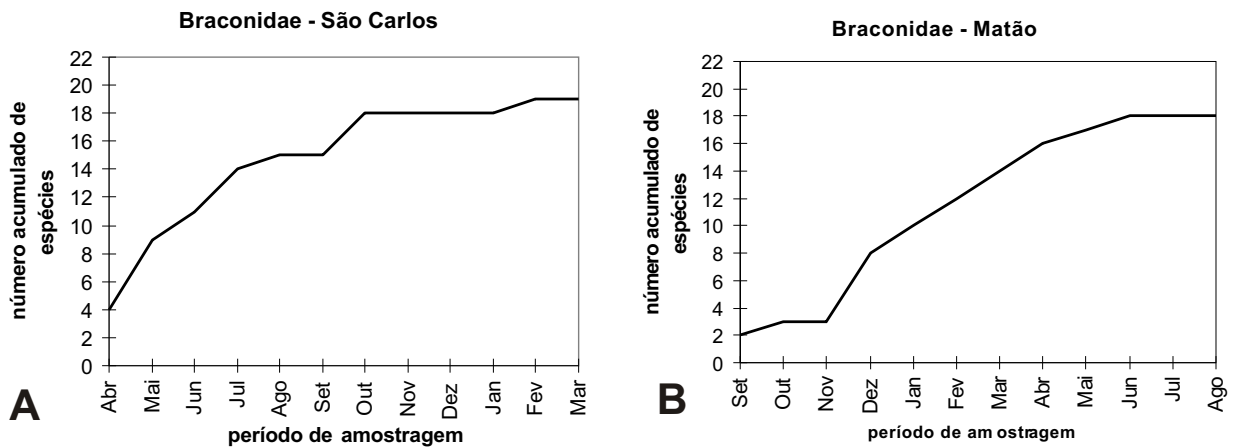 Braconidae - São Carlos
número acumulado de
espécies
22
20
18
16
14
12
10
8
6
4
2
0
Abr
Mai
Jun
Jul
Ago
Set
Out
Nov
Dez
Jan
Fev
Mar
período de amostragem
A
Braconidae - Matão
número acumulado de
espécies
22
20
18
16
14
12
10
8
6
4
2
0
Set
Out
Nov
Dez
Jan
Fev
Mar
Abr
Mai
Jun
Jul
Ago
período de am ostragem
B